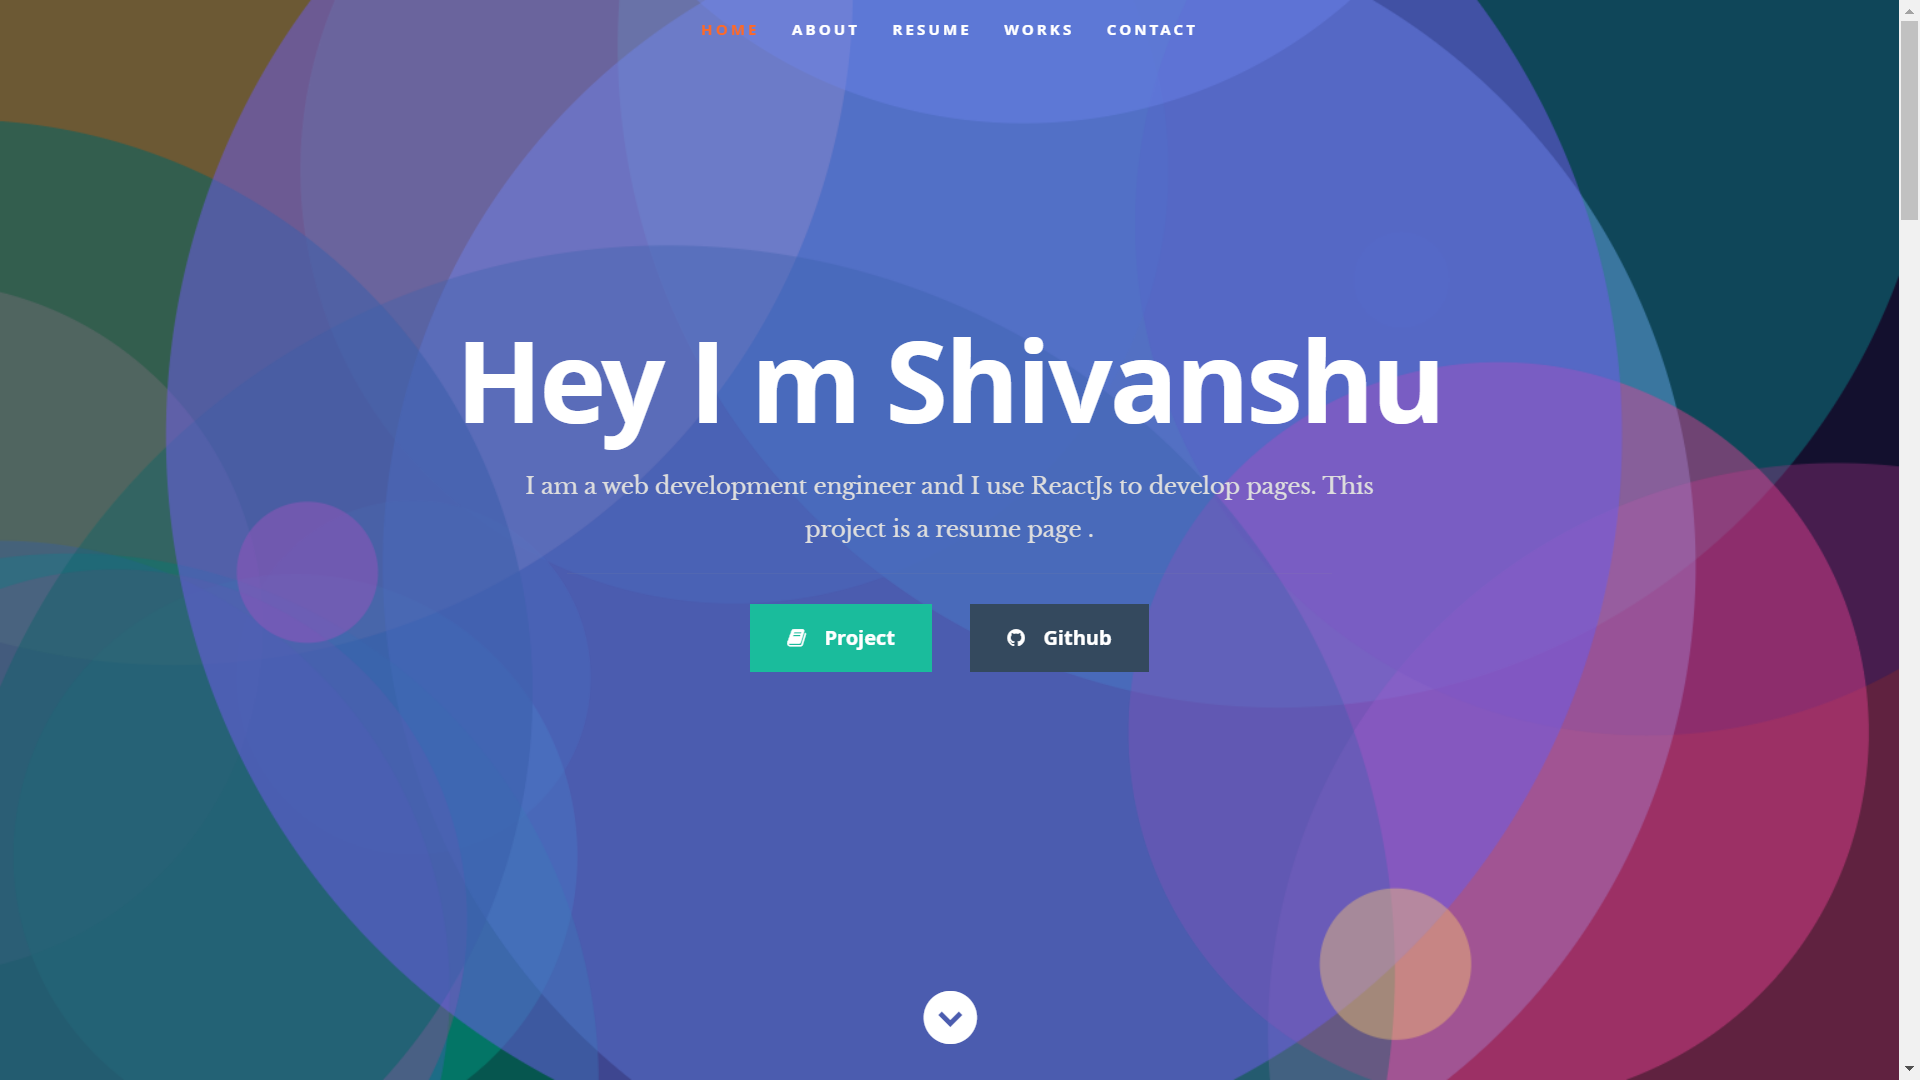 HOME ABOUT RESUME WORKS CONTACT
Hey I m Shivanshu
I am a web development engineer and I use ReactJs to develop pages. This
project is a resume page .
Project Github